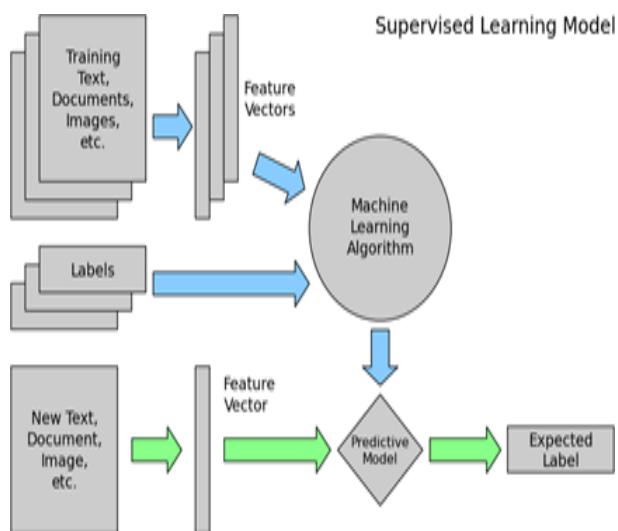 Supervised Learning Model
Training
Text,
Documents,
Images,
etc.
Feature
Vectors
Machine
Learning
Algorithm
Labels
New Text,
Document,
Image,
etc.
Feature
Vector
Predictive
Model
Expected
Label